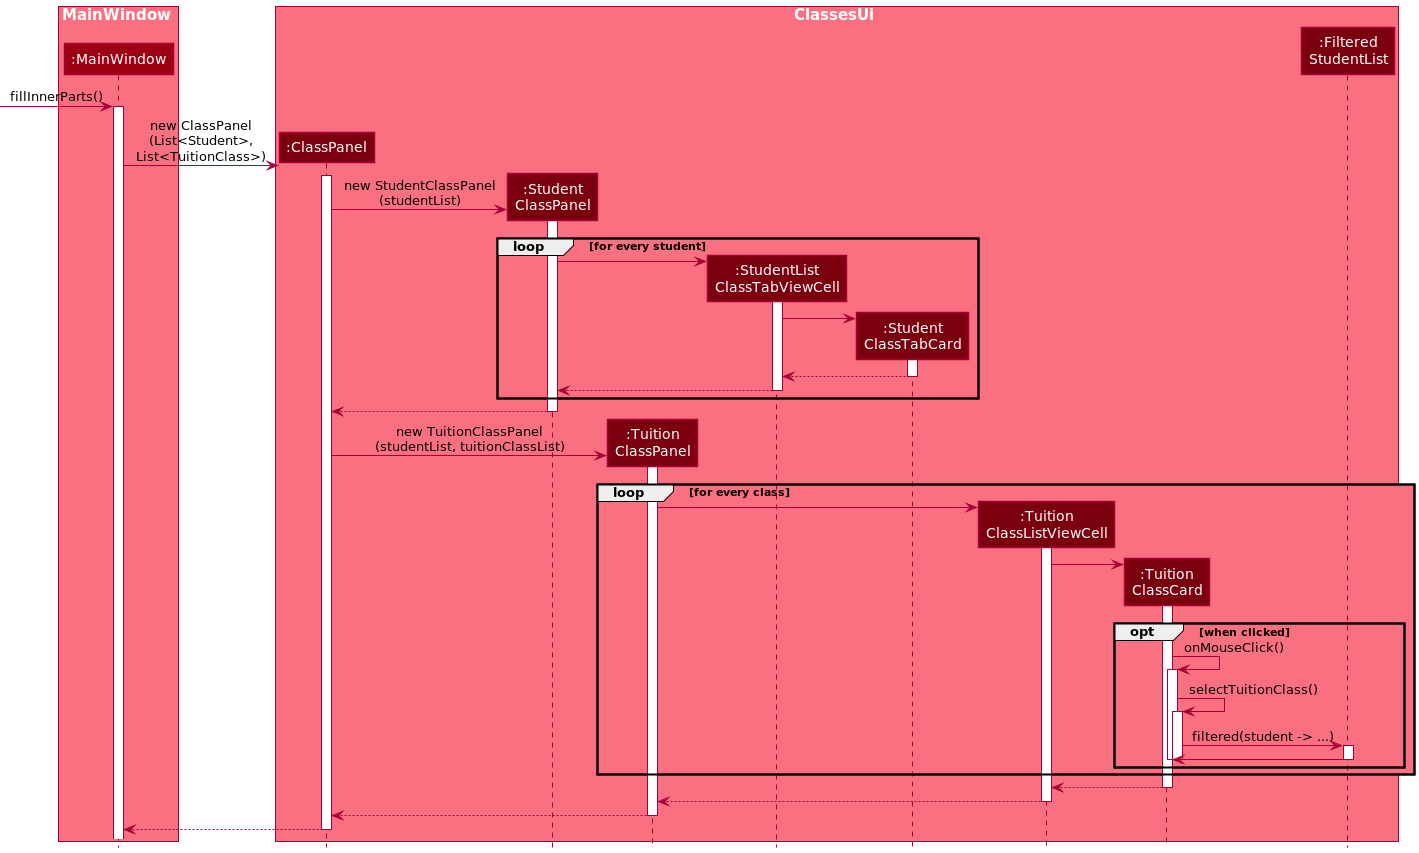 MainWindow
ClassesUi
:Filtered
StudentList
:MainWindow
fillInnerParts()
new ClassPanel
(List<Student>,
List<TuitionClass>)
:ClassPanel
new StudentClassPanel
(studentList)
:Student
ClassPanel
loop
[for every student]
:StudentList
ClassTabViewCell
:Student
ClassTabCard
new TuitionClassPanel
(studentList, tuitionClassList)
:Tuition
ClassPanel
loop
[for every class]
:Tuition
ClassListViewCell
:Tuition
ClassCard
opt
[when clicked]
onMouseClick()
selectTuitionClass()
filtered(student -> ...)